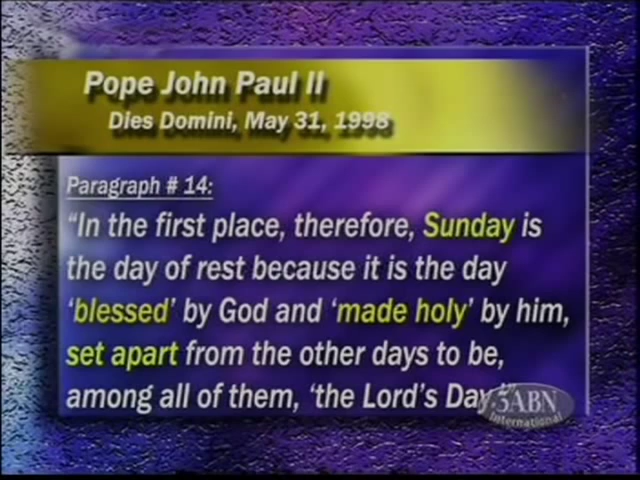 Pope John Paul II
Dies Domini, May 31, 1998
Paragraph # 14:
“In the first place, therefore, Sunday is
the day of rest because it is the day
‘blessed’ by God and ‘made holy’ by him,
set apart from the other days to be,
among all of them, ‘the Lord’s Day.’”
3ABN
International